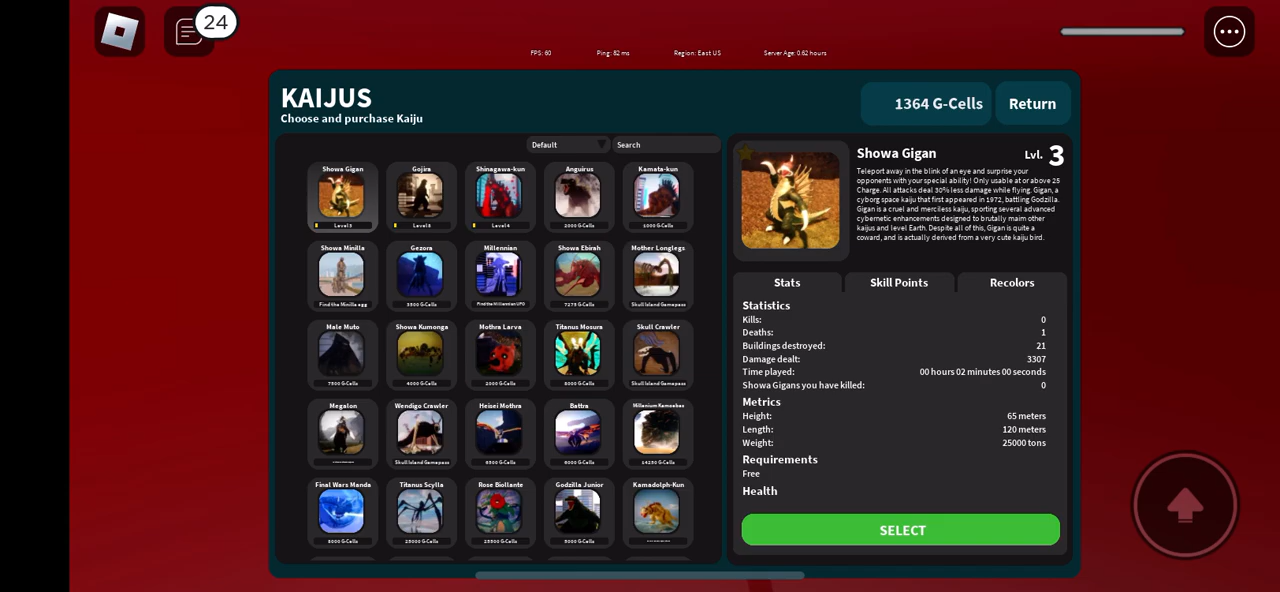 24
FPS: 60 Ping: 82 ms Region: East US Server Age: 0.62 hours
KAIJUS
Choose and purchase Kaiju
1364 G-Cells
Return
Default
Search
Showa Gigan Gojira Shinagawa-kun Anguirus Kamata-kun
Level 3 Level 5 Level 4 2000 G-Cells 1000 G-Cells
Showa Minilla Gezora Millennian Showa Ebirah Mother Longlegs
Find the Minilla egg 3500 G-Cells Find the Millennian UFO 7275 G-Cells Skull Island Gamepass
Male Muto Showa Kumonga Mothra Larva Titanus Mosura Skull Crawler
7500 G-Cells 4000 G-Cells 2000 G-Cells 8000 G-Cells Skull Island Gamepass
Megalon Wendigo Crawler Heisei Mothra Battra Millenium Kamoebas
Skull Island Gamepass 8500 G-Cells 6000 G-Cells 14250 G-Cells
Final Wars Manda Titanus Scylla Rose Biollante Godzilla Junior Kamadolph-Kun
8000 G-Cells 25000 G-Cells 25500 G-Cells 5000 G-Cells
Showa Gigan
Lvl. 3
Teleport away in the blink of an eye and surprise your
opponents with your special ability! Only usable at or above 25
Charge. All attacks deal 30% less damage while flying. Gigan, a
cyborg space kaiju that first appeared in 1972, battling Godzilla.
Gigan is a cruel and merciless kaiju, sporting several advanced
cybernetic enhancements designed to brutally maim other
kaijus and level Earth. Despite all of this, Gigan is quite a
coward, and is actually derived from a very cute kaiju bird.
Stats Skill Points Recolors
Statistics
Kills: 0
Deaths: 1
Buildings destroyed: 21
Damage dealt: 3307
Time played: 00 hours 02 minutes 00 seconds
Showa Gigans you have killed: 0
Metrics
Height: 65 meters
Length: 120 meters
Weight: 25000 tons
Requirements
Free
Health
SELECT